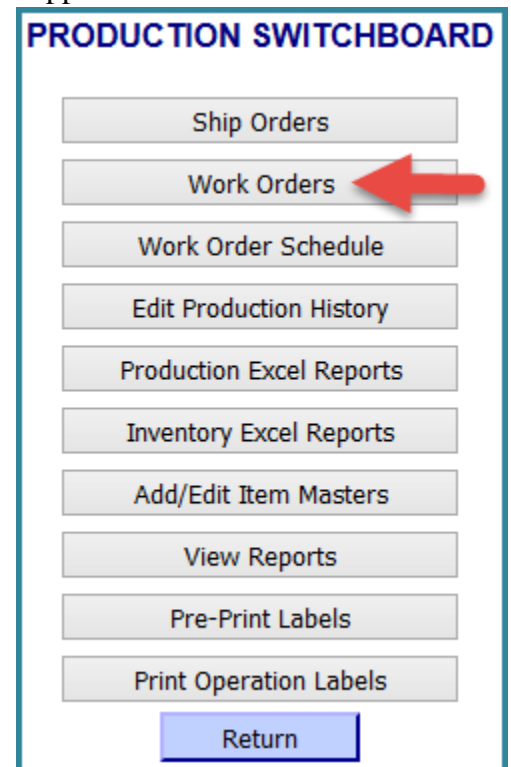 PRODUCTION SWITCHBOARD
Ship Orders
Work Orders
Work Order Schedule
Edit Production History
Production Excel Reports
Inventory Excel Reports
Add/Edit Item Masters
View Reports
Pre-Print Labels
Print Operation Labels
Return